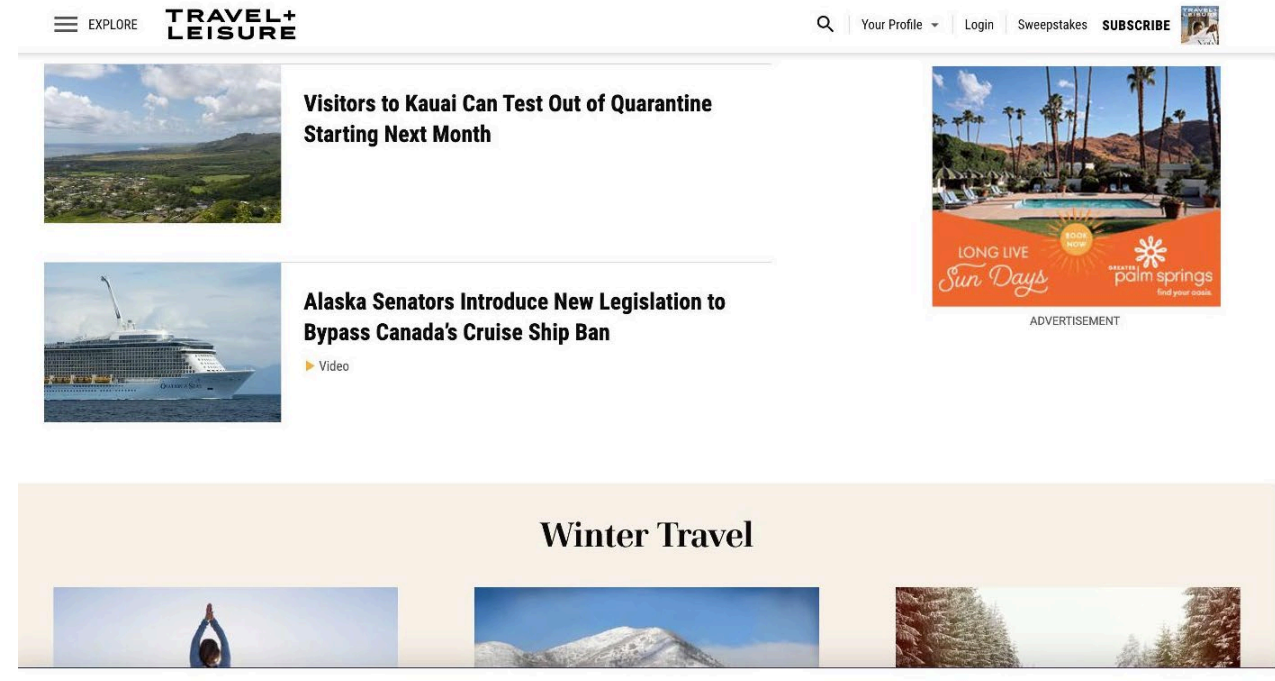 EXPLORE
TRAVEL+
LEISURE
Your Profile
Login
Sweepstakes
SUBSCRIBE
Visitors to Kauai Can Test Out of Quarantine
Starting Next Month
LONG LIVE
Sun Days
BOOK
NOW
GREATER
palm springs
find your oasis.
ADVERTISEMENT
Alaska Senators Introduce New Legislation to
Bypass Canada's Cruise Ship Ban
Video
Winter Travel